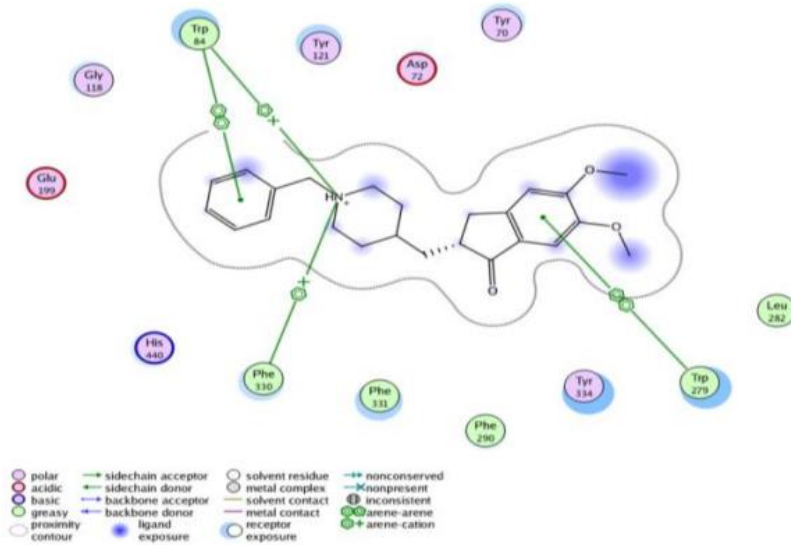 Trp
84
Tyr
121
Tyr
70
Asp
72
Gly
118
Glu
199
O
HN+
O
O
Leu
282
His
440
Phe
330
Phe
331
Tyr
334
Trp
279
Phe
290
polar
acidic
basic
greasy
proximity
contour
sidechain acceptor
sidechain donor
backbone acceptor
backbone donor
ligand
exposure
solvent residue
metal complex
solvent contact
metal contact
receptor
exposure
nonconserved
nonpresent
inconsistent
arene-arene
arene-cation